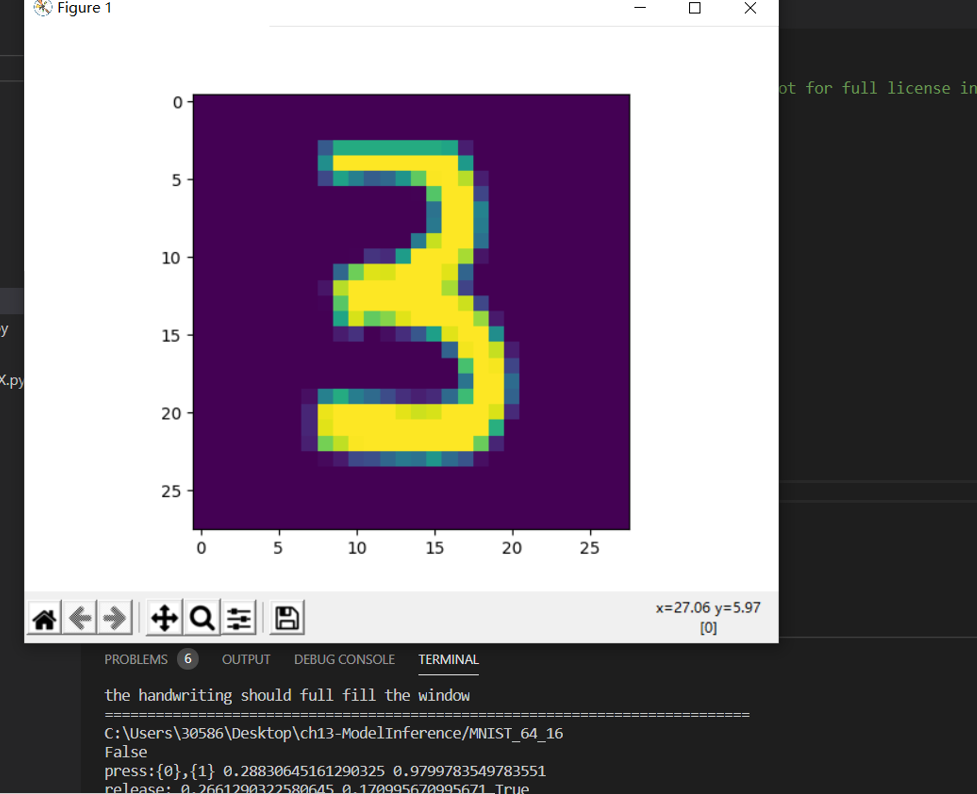 Figure 1
ot for full license in
0
5
10
15
20
25
0 5 10 15 20 25
3
y
X.py
x=27.06 y=5.97
[0]
PROBLEMS 6 OUTPUT DEBUG CONSOLE TERMINAL
the handwriting should full fill the window
========================================================================
C:\Users\30586\Desktop\ch13-ModelInference/MNIST_64_16
False
press:{0},{1} 0.28830645161290325 0.9799783549783551
release: 0.2661290322580645 0.170995670995671 True